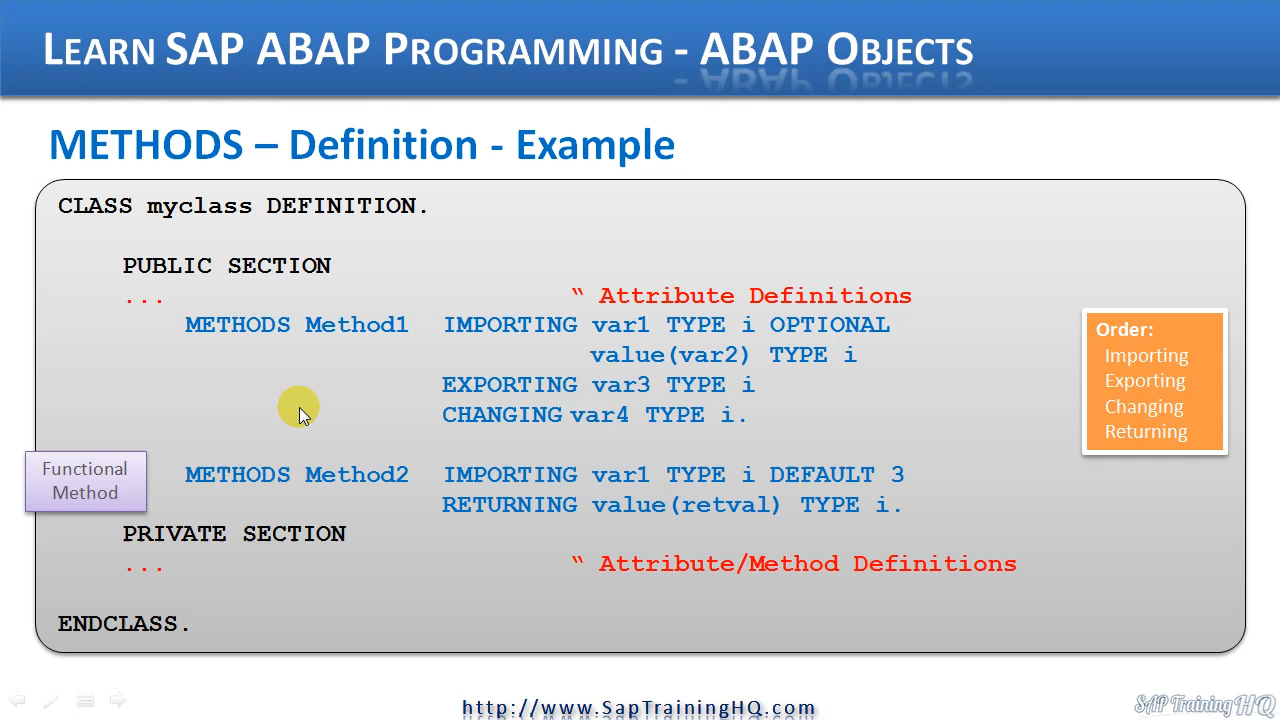 LEARN SAP ABAP PROGRAMMING - ABAP OBJECTS
METHODS – Definition - Example
CLASS myclass DEFINITION.
PUBLIC SECTION
... “ Attribute Definitions
METHODS Method1 IMPORTING var1 TYPE i OPTIONAL
value(var2) TYPE i
EXPORTING var3 TYPE i
CHANGING var4 TYPE i.
METHODS Method2 IMPORTING var1 TYPE i DEFAULT 3
RETURNING value(retval) TYPE i.
PRIVATE SECTION
... “ Attribute/Method Definitions
ENDCLASS.
Functional
Method
Order:
Importing
Exporting
Changing
Returning
http://www.SapTrainingHQ.com
SAP Training HQ